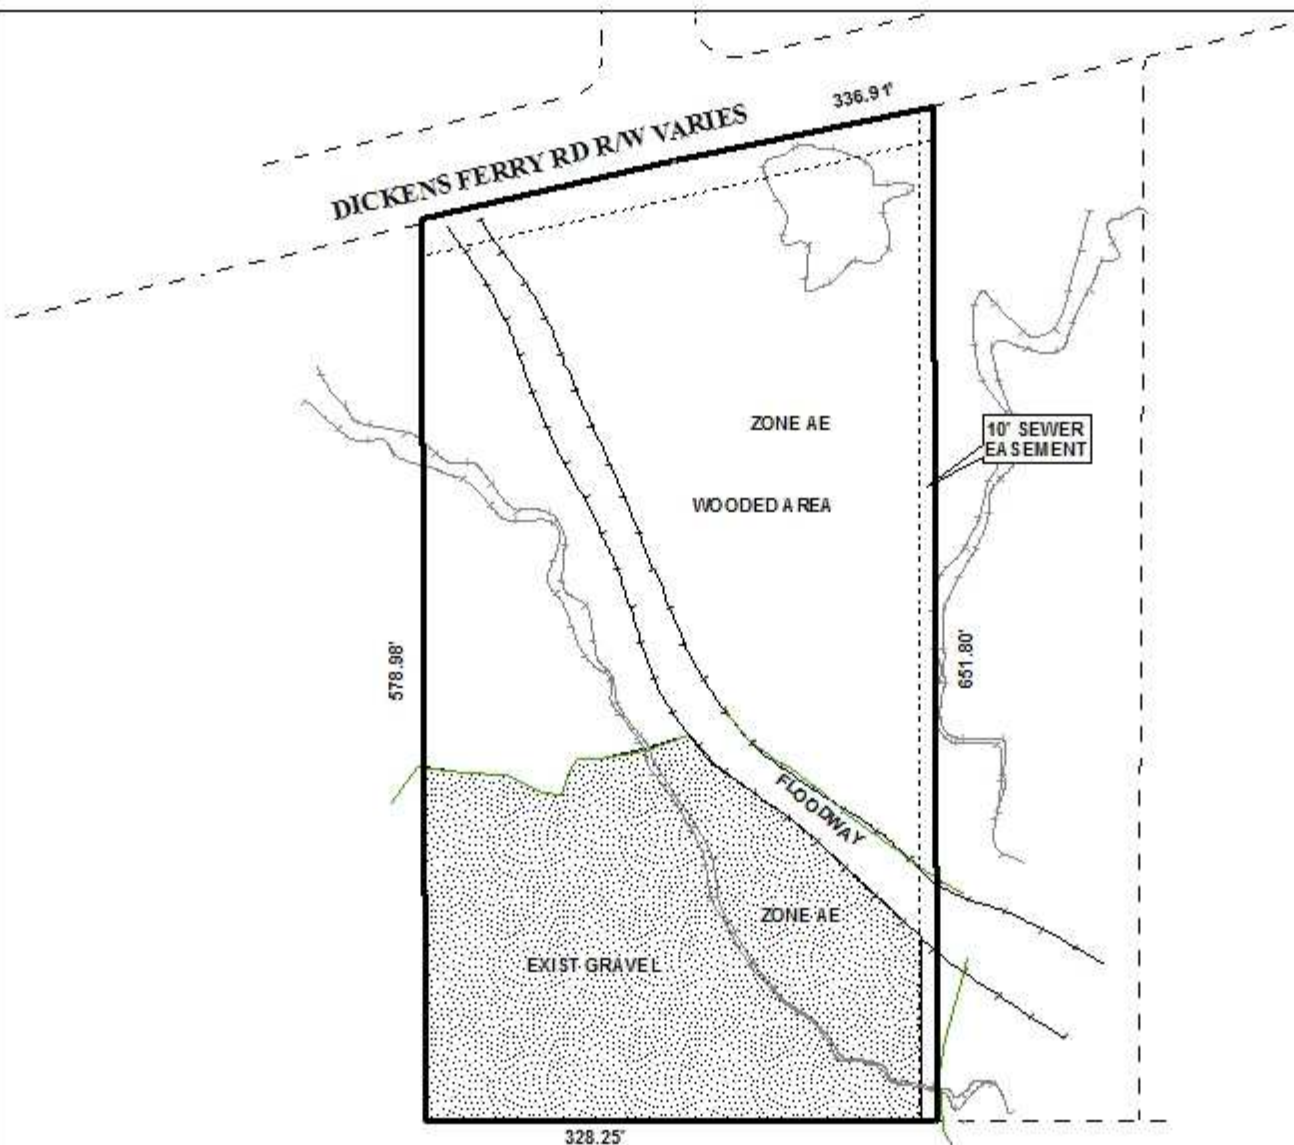 336.91'
DICKENS FERRY RD R/W VARIES
ZONE AE
10' SEWER
EASEMENT
WOODED AREA
578.98'
651.80'
FLOODWAY
ZONE AE
EXIST GRAVEL
328.25'